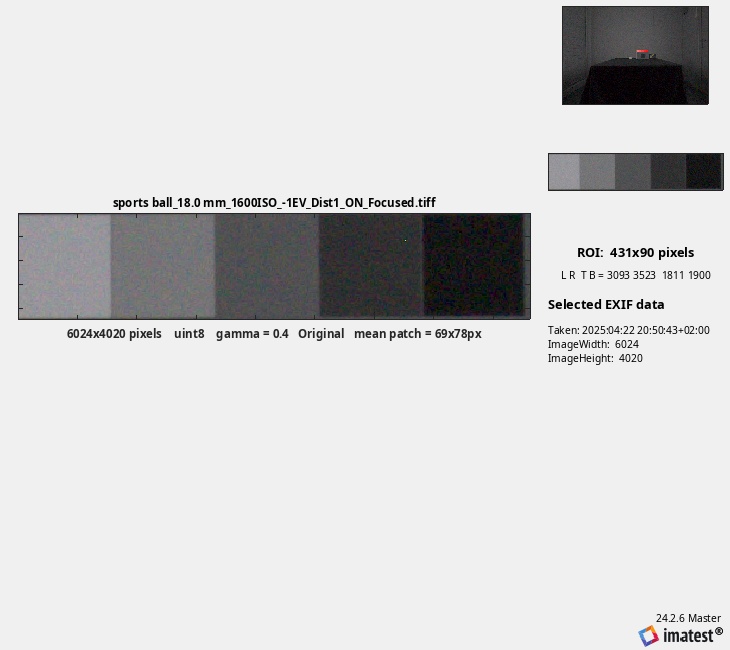 sports ball_18.0 mm_1600ISO_-1EV_Dist1_ON_Focused.tiff
6024x4020 pixels uint8 gamma = 0.4 Original mean patch = 69x78px
ROI: 431x90 pixels
L R T B = 3093 3523 1811 1900
Selected EXIF data
Taken: 2025:04:22 20:50:43+02:00
ImageWidth: 6024
ImageHeight: 4020
24.2.6 Master
imatest®